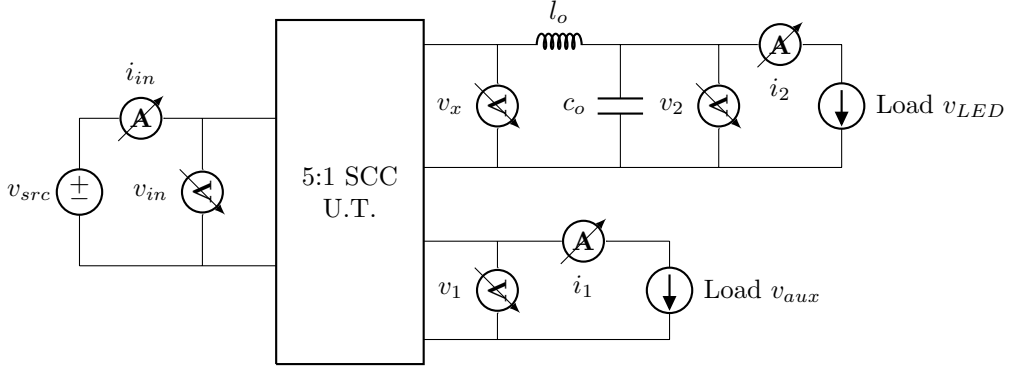 l_o
A
i_in
v_x
V
c_o
v_2
V
i_2
Load v_LED
A
v_src
+
−
v_in
V
5:1 SCC
U.T.
A
v_1
V
i_1
Load v_aux